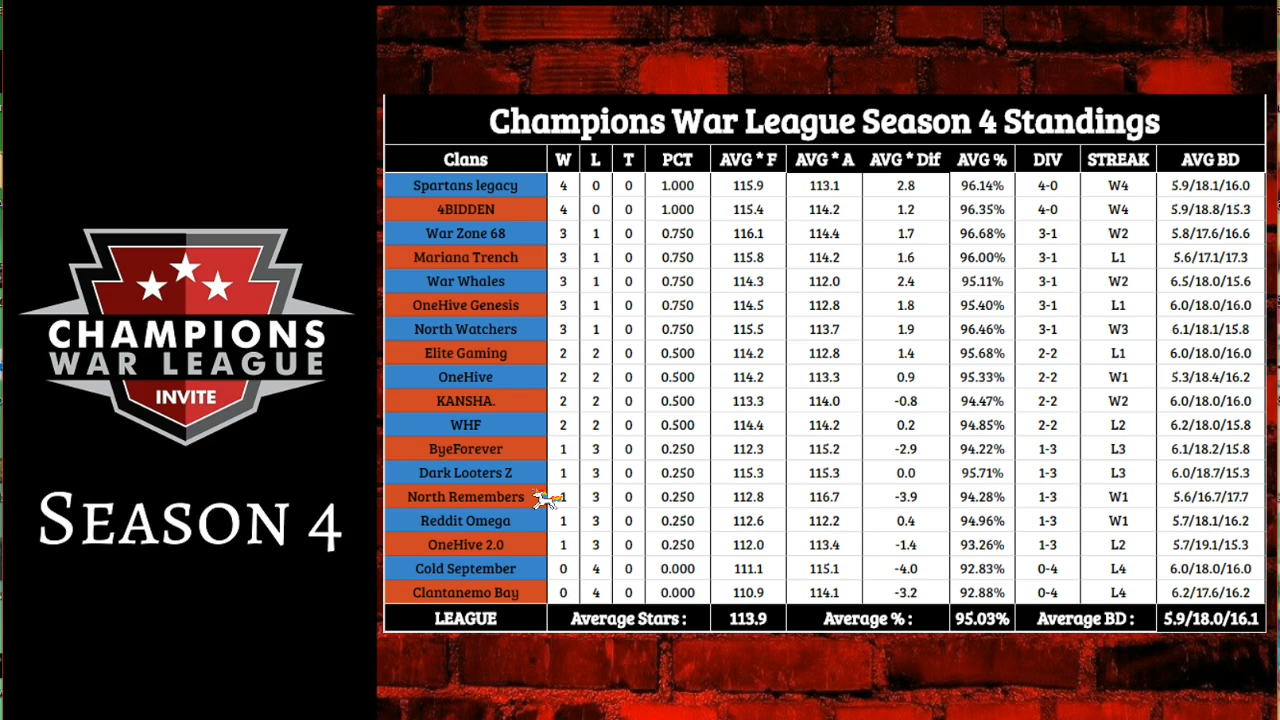 CHAMPIONS
WAR LEAGUE
INVITE
SEASON 4
Champions War League Season 4 Standings
Clans W L T PCT AVG * F AVG * A AVG * Dif AVG % DIV STREAK AVG BD
Spartans legacy 4 0 0 1.000 115.9 113.1 2.8 96.14% 4-0 W4 5.9/18.1/16.0
4BIDDEN 4 0 0 1.000 115.4 114.2 1.2 96.35% 4-0 W4 5.9/18.8/15.3
War Zone 68 3 1 0 0.750 116.1 114.4 1.7 96.68% 3-1 W2 5.8/17.6/16.6
Mariana Trench 3 1 0 0.750 115.8 114.2 1.6 96.00% 3-1 L1 5.6/17.1/17.3
War Whales 3 1 0 0.750 114.3 112.0 2.4 95.11% 3-1 W2 6.5/18.0/15.6
OneHive Genesis 3 1 0 0.750 114.5 112.8 1.8 95.40% 3-1 L1 6.0/18.0/16.0
North Watchers 3 1 0 0.750 115.5 113.7 1.9 96.46% 3-1 W3 6.1/18.1/15.8
Elite Gaming 2 2 0 0.500 114.2 112.8 1.4 95.68% 2-2 L1 6.0/18.0/16.0
OneHive 2 2 0 0.500 114.2 113.3 0.9 95.33% 2-2 W1 5.3/18.4/16.2
KANSHA. 2 2 0 0.500 113.3 114.0 -0.8 94.47% 2-2 W2 6.0/18.0/16.0
WHF 2 2 0 0.500 114.4 114.2 0.2 94.85% 2-2 L2 6.2/18.0/15.8
ByeForever 1 3 0 0.250 112.3 115.2 -2.9 94.22% 1-3 L3 6.1/18.2/15.8
Dark Looters Z 1 3 0 0.250 115.3 115.3 0.0 95.71% 1-3 L3 6.0/18.7/15.3
North Remembers 1 3 0 0.250 112.8 116.7 -3.9 94.28% 1-3 W1 5.6/16.7/17.7
Reddit Omega 1 3 0 0.250 112.6 112.2 0.4 94.96% 1-3 W1 5.7/18.1/16.2
OneHive 2.0 1 3 0 0.250 112.0 113.4 -1.4 93.26% 1-3 L2 5.7/19.1/15.3
Cold September 0 4 0 0.000 111.1 115.1 -4.0 92.83% 0-4 L4 6.0/18.0/16.0
Clantanemo Bay 0 4 0 0.000 110.9 114.1 -3.2 92.88% 0-4 L4 6.2/17.6/16.2
LEAGUE Average Stars : 113.9 Average % : 95.03% Average BD : 5.9/18.0/16.1